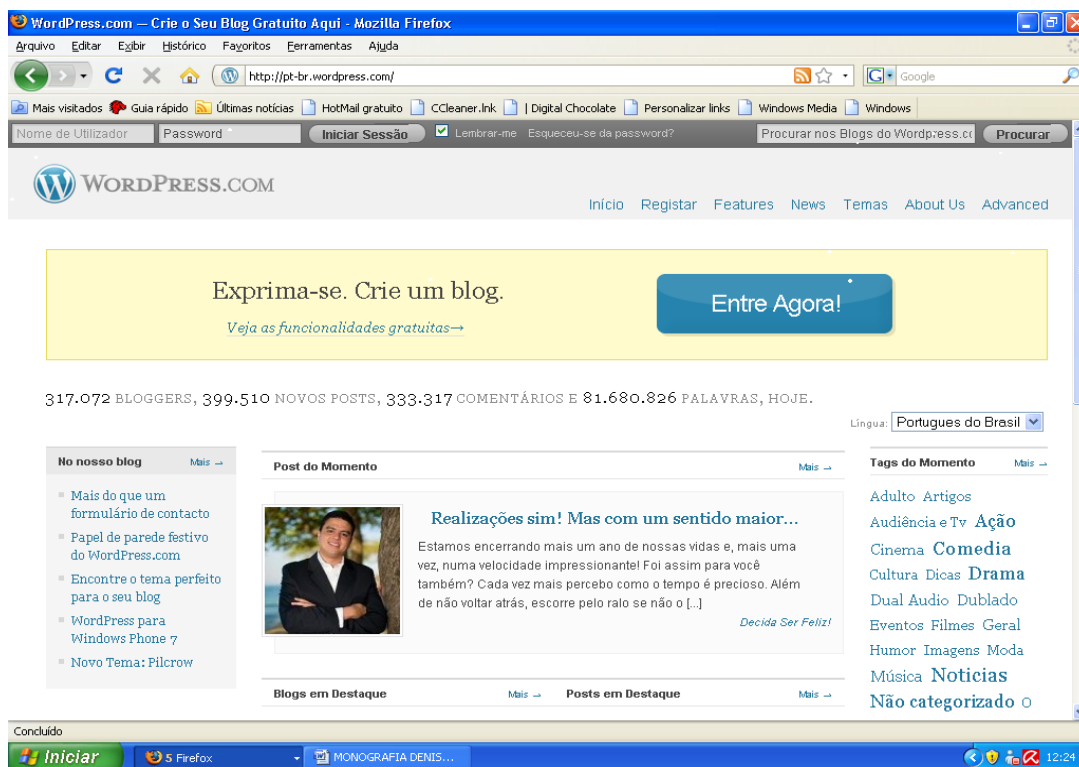 WordPress.com — Crie o Seu Blog Gratuito Aqui - Mozilla Firefox
Arquivo Editar Exibir Histórico Favoritos Ferramentas Ajuda
http://pt-br.wordpress.com/
Google
Mais visitados Guia rápido Últimas notícias HotMail gratuito CCleaner.lnk | Digital Chocolate Personalizar links Windows Media Windows
Nome de Utilizador Password Iniciar Sessão Lembrar-me Esqueceu-se da password? Procurar nos Blogs do Wordpress.cc Procurar
WORDPRESS.COM
Início Registar Features News Temas About Us Advanced
Exprima-se. Crie um blog.
Entre Agora!
Veja as funcionalidades gratuitas→
317.072 BLOGGERS, 399.510 NOVOS POSTS, 333.317 COMENTÁRIOS E 81.680.826 PALAVRAS, HOJE.
Língua: Portugues do Brasil
No nosso blog Mais →
Mais do que um
formulário de contacto
Papel de parede festivo
do WordPress.com
Encontre o tema perfeito
para o seu blog
WordPress para
Windows Phone 7
Novo Tema: Pilcrow
Post do Momento Mais →
Realizações sim! Mas com um sentido maior...
Estamos encerrando mais um ano de nossas vidas e, mais uma
vez, numa velocidade impressionante! Foi assim para você
também? Cada vez mais percebo como o tempo é precioso. Além
de não voltar atrás, escorre pelo ralo se não o [...]
Decida Ser Feliz!
Blogs em Destaque Mais →
Posts em Destaque Mais →
Tags do Momento Mais →
Adulto Artigos
Audiência e Tv Ação
Cinema Comedia
Cultura Dicas Drama
Dual Audio Dublado
Eventos Filmes Geral
Humor Imagens Moda
Música Noticias
Não categorizado O
Concluído
Iniciar 5 Firefox MONOGRAFIA DENIS... 12:24